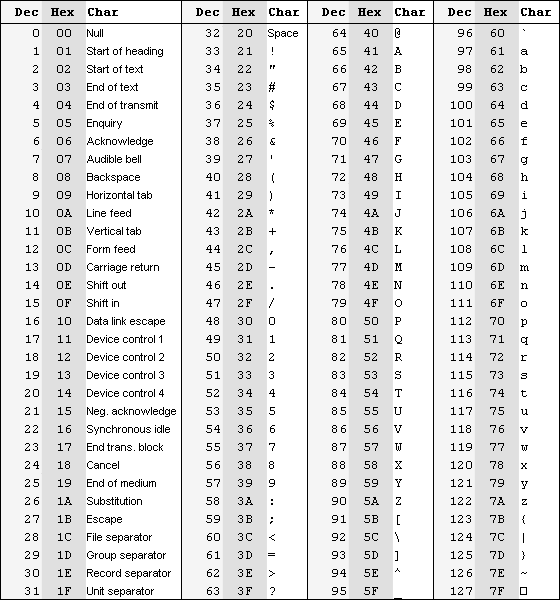 Dec Hex Char Dec Hex Char Dec Hex Char Dec Hex Char
0 00 Null 32 20 Space 64 40 @ 96 60 `
1 01 Start of heading 33 21 ! 65 41 A 97 61 a
2 02 Start of text 34 22 " 66 42 B 98 62 b
3 03 End of text 35 23 # 67 43 C 99 63 c
4 04 End of transmit 36 24 $ 68 44 D 100 64 d
5 05 Enquiry 37 25 % 69 45 E 101 65 e
6 06 Acknowledge 38 26 & 70 46 F 102 66 f
7 07 Audible bell 39 27 ' 71 47 G 103 67 g
8 08 Backspace 40 28 ( 72 48 H 104 68 h
9 09 Horizontal tab 41 29 ) 73 49 I 105 69 i
10 0A Line feed 42 2A * 74 4A J 106 6A j
11 0B Vertical tab 43 2B + 75 4B K 107 6B k
12 0C Form feed 44 2C , 76 4C L 108 6C l
13 0D Carriage return 45 2D - 77 4D M 109 6D m
14 0E Shift out 46 2E . 78 4E N 110 6E n
15 0F Shift in 47 2F / 79 4F O 111 6F o
16 10 Data link escape 48 30 0 80 50 P 112 70 p
17 11 Device control 1 49 31 1 81 51 Q 113 71 q
18 12 Device control 2 50 32 2 82 52 R 114 72 r
19 13 Device control 3 51 33 3 83 53 S 115 73 s
20 14 Device control 4 52 34 4 84 54 T 116 74 t
21 15 Neg. acknowledge 53 35 5 85 55 U 117 75 u
22 16 Synchronous idle 54 36 6 86 56 V 118 76 v
23 17 End trans. block 55 37 7 87 57 W 119 77 w
24 18 Cancel 56 38 8 88 58 X 120 78 x
25 19 End of medium 57 39 9 89 59 Y 121 79 y
26 1A Substitution 58 3A : 90 5A Z 122 7A z
27 1B Escape 59 3B ; 91 5B [ 123 7B {
28 1C File separator 60 3C < 92 5C \ 124 7C |
29 1D Group separator 61 3D = 93 5D ] 125 7D }
30 1E Record separator 62 3E > 94 5E ^ 126 7E ~
31 1F Unit separator 63 3F ? 95 5F _ 127 7F □